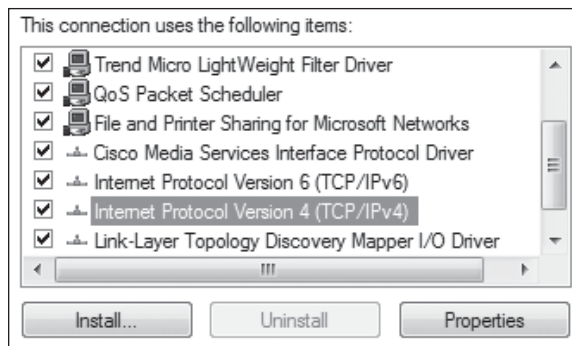 This connection uses the following items:
Trend Micro LightWeight Filter Driver
QoS Packet Scheduler
File and Printer Sharing for Microsoft Networks
Cisco Media Services Interface Protocol Driver
Internet Protocol Version 6 (TCP/IPv6)
Internet Protocol Version 4 (TCP/IPv4)
Link-Layer Topology Discovery Mapper I/O Driver
Install... Uninstall Properties